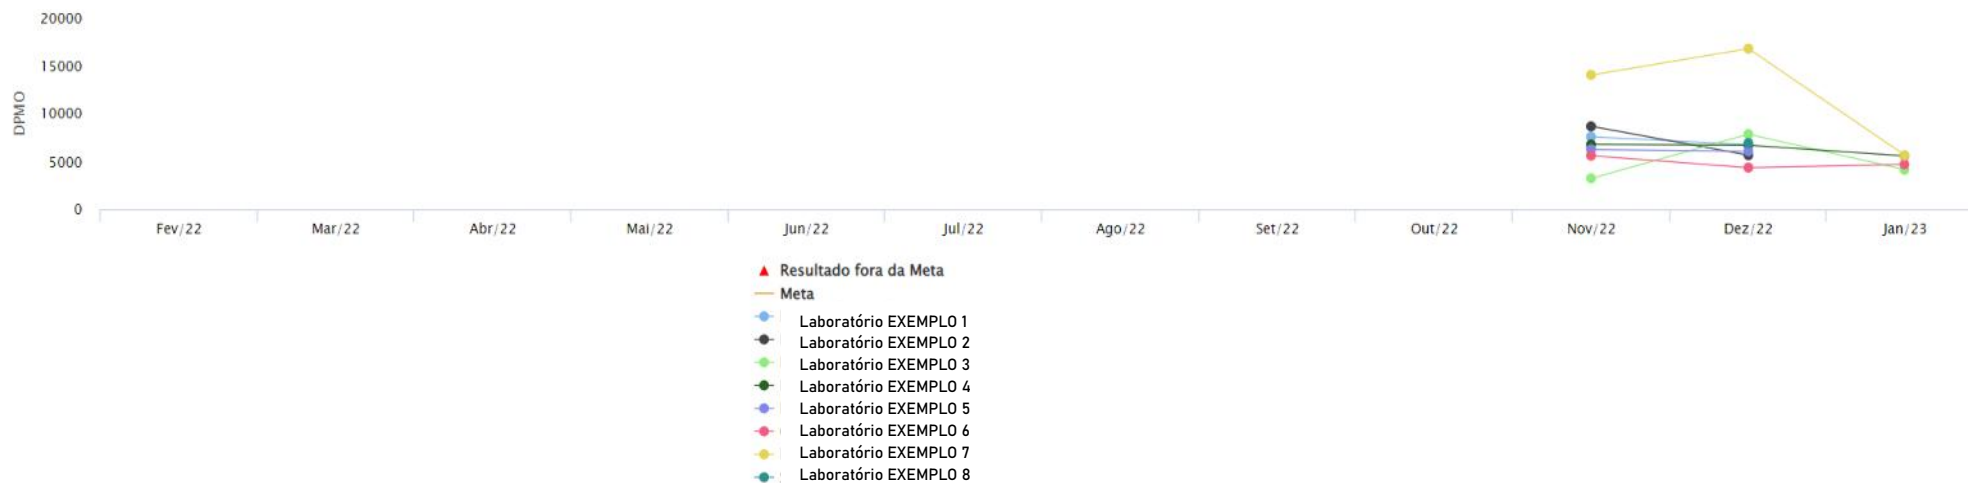 20000
15000
10000
5000
0
DPMO
Fev/22 Mar/22 Abr/22 Mai/22 Jun/22 Jul/22 Ago/22 Set/22 Out/22 Nov/22 Dez/22 Jan/23
Resultado fora da Meta
Meta
Laboratório EXEMPLO 1
Laboratório EXEMPLO 2
Laboratório EXEMPLO 3
Laboratório EXEMPLO 4
Laboratório EXEMPLO 5
Laboratório EXEMPLO 6
Laboratório EXEMPLO 7
Laboratório EXEMPLO 8